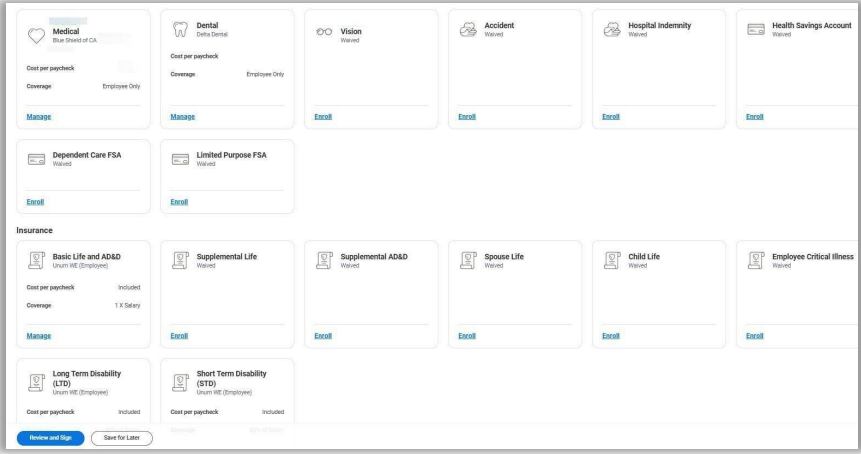 Medical
Blue Shield of CA
Cost per paycheck
Coverage Employee Only
Manage
Dental
Delta Dental
Cost per paycheck
Coverage Employee Only
Manage
Vision
Waived
Enroll
Accident
Waived
Enroll
Hospital Indemnity
Waived
Enroll
Health Savings Account
Waived
Enroll
Dependent Care FSA
Waived
Enroll
Limited Purpose FSA
Waived
Enroll
Insurance
Basic Life and AD&D
Unum WE (Employee)
Cost per paycheck Included
Coverage 1 X Salary
Manage
Supplemental Life
Waived
Enroll
Supplemental AD&D
Waived
Enroll
Spouse Life
Waived
Enroll
Child Life
Waived
Enroll
Employee Critical Illness
Waived
Enroll
Long Term Disability
(LTD)
Unum WE (Employee)
Cost per paycheck Included
Short Term Disability
(STD)
Unum WE (Employee)
Cost per paycheck Included
Review and Sign
Save for Later